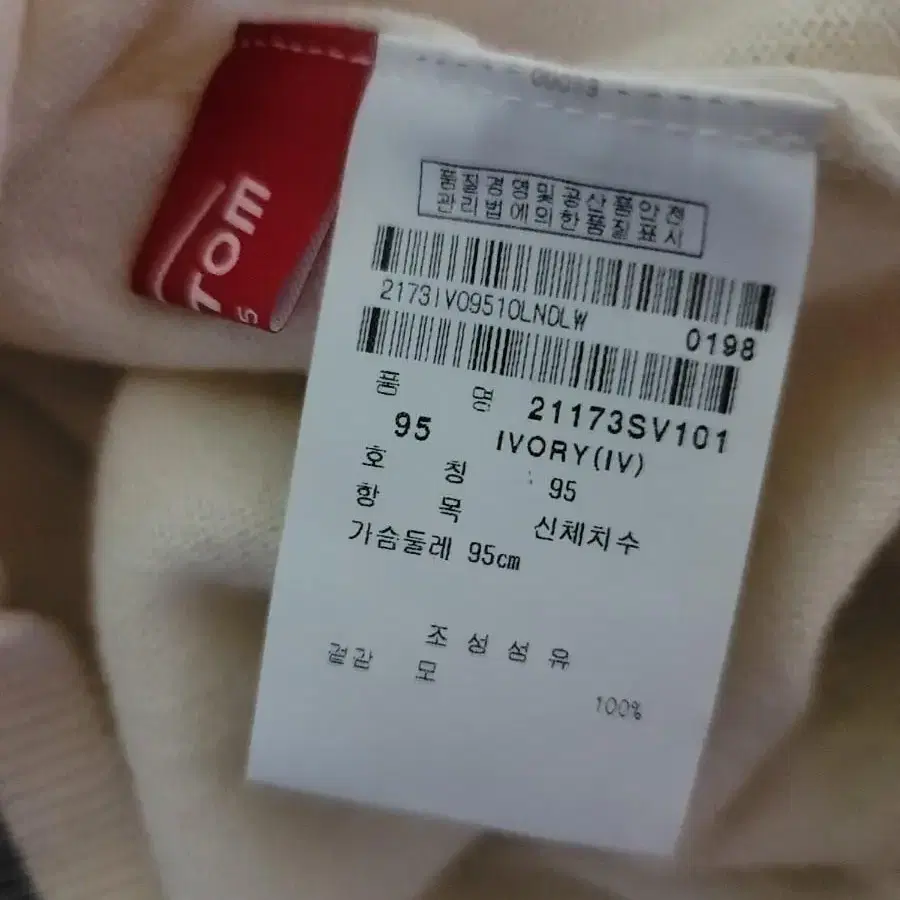 TOM
5
품질경영및공산품안전
관리법에의한품질표시
21731V09510LNDLW
0198
품 명 21173SV101
95 IVORY(IV)
호 칭 : 95
항 목 신체치수
가슴둘레 95cm
조성섬유
겉감 모 100%